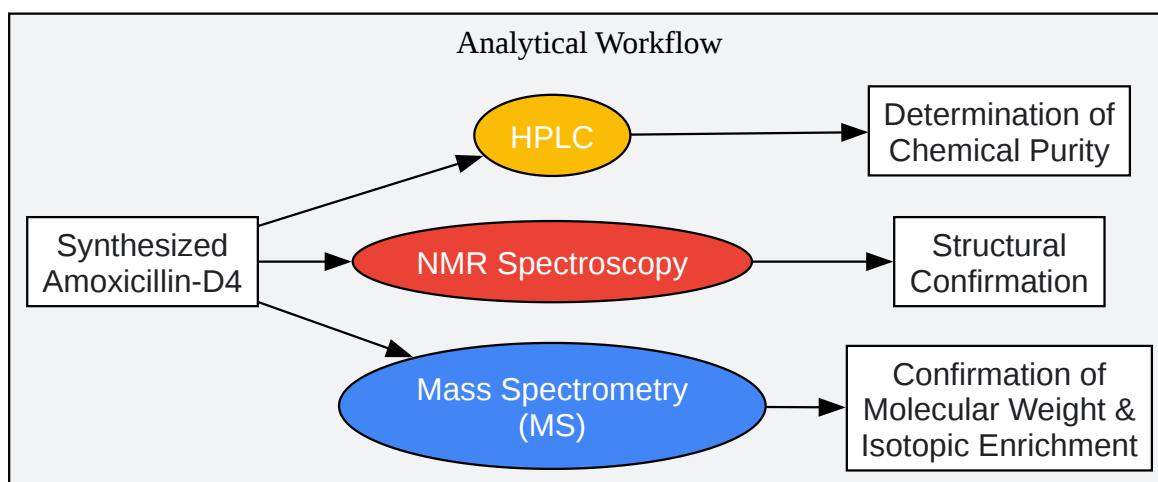 Analytical Workflow
HPLC
Determination of
Chemical Purity
Synthesized
Amoxicillin-D4
NMR Spectroscopy
Structural
Confirmation
Mass Spectrometry
(MS)
Confirmation of
Molecular Weight &
Isotopic Enrichment